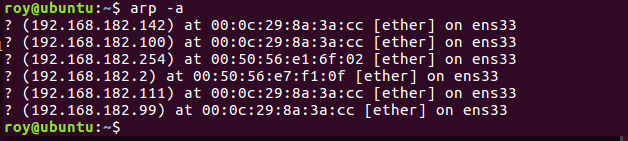 roy@ubuntu:~$ arp -a
? (192.168.182.142) at 00:0c:29:8a:3a:cc [ether] on ens33
? (192.168.182.100) at 00:0c:29:8a:3a:cc [ether] on ens33
? (192.168.182.254) at 00:50:56:e1:6f:02 [ether] on ens33
? (192.168.182.2) at 00:50:56:e7:f1:0f [ether] on ens33
? (192.168.182.111) at 00:0c:29:8a:3a:cc [ether] on ens33
? (192.168.182.99) at 00:0c:29:8a:3a:cc [ether] on ens33
roy@ubuntu:~$